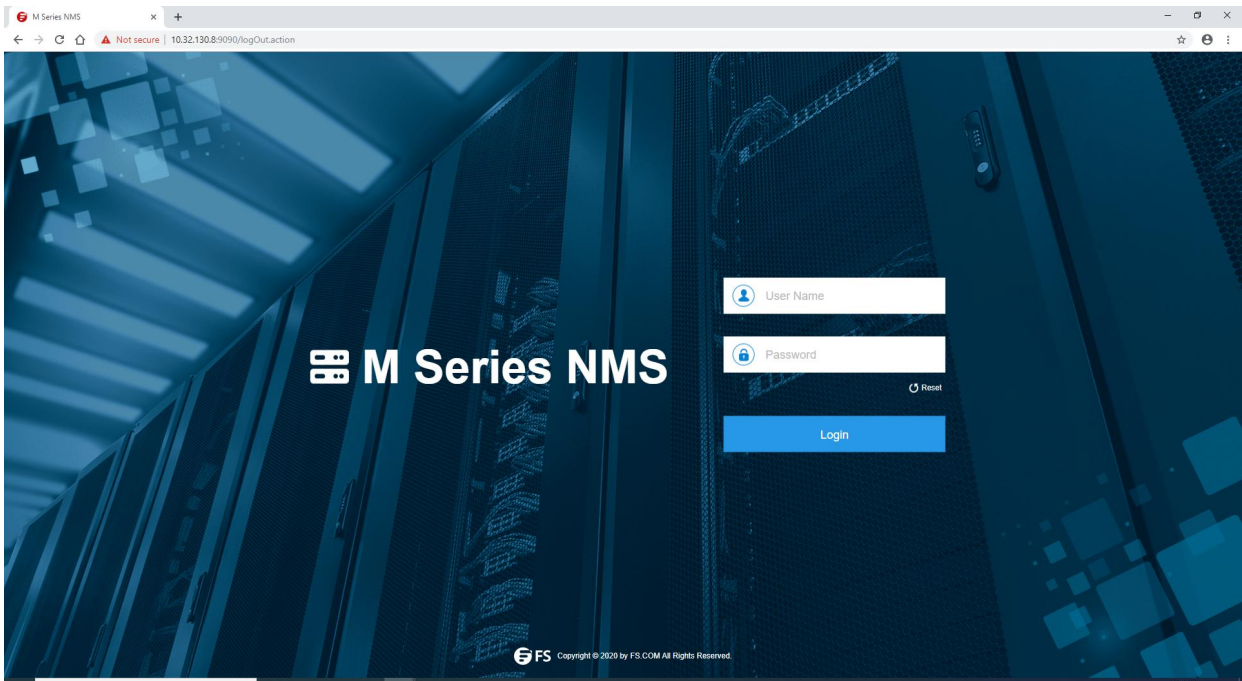 M Series NMS
Not secure | 10.32.130.8:9090/logOut.action
User Name
M Series NMS
Password
Reset
Login
FS Copyright © 2020 by FS.COM All Rights Reserved.